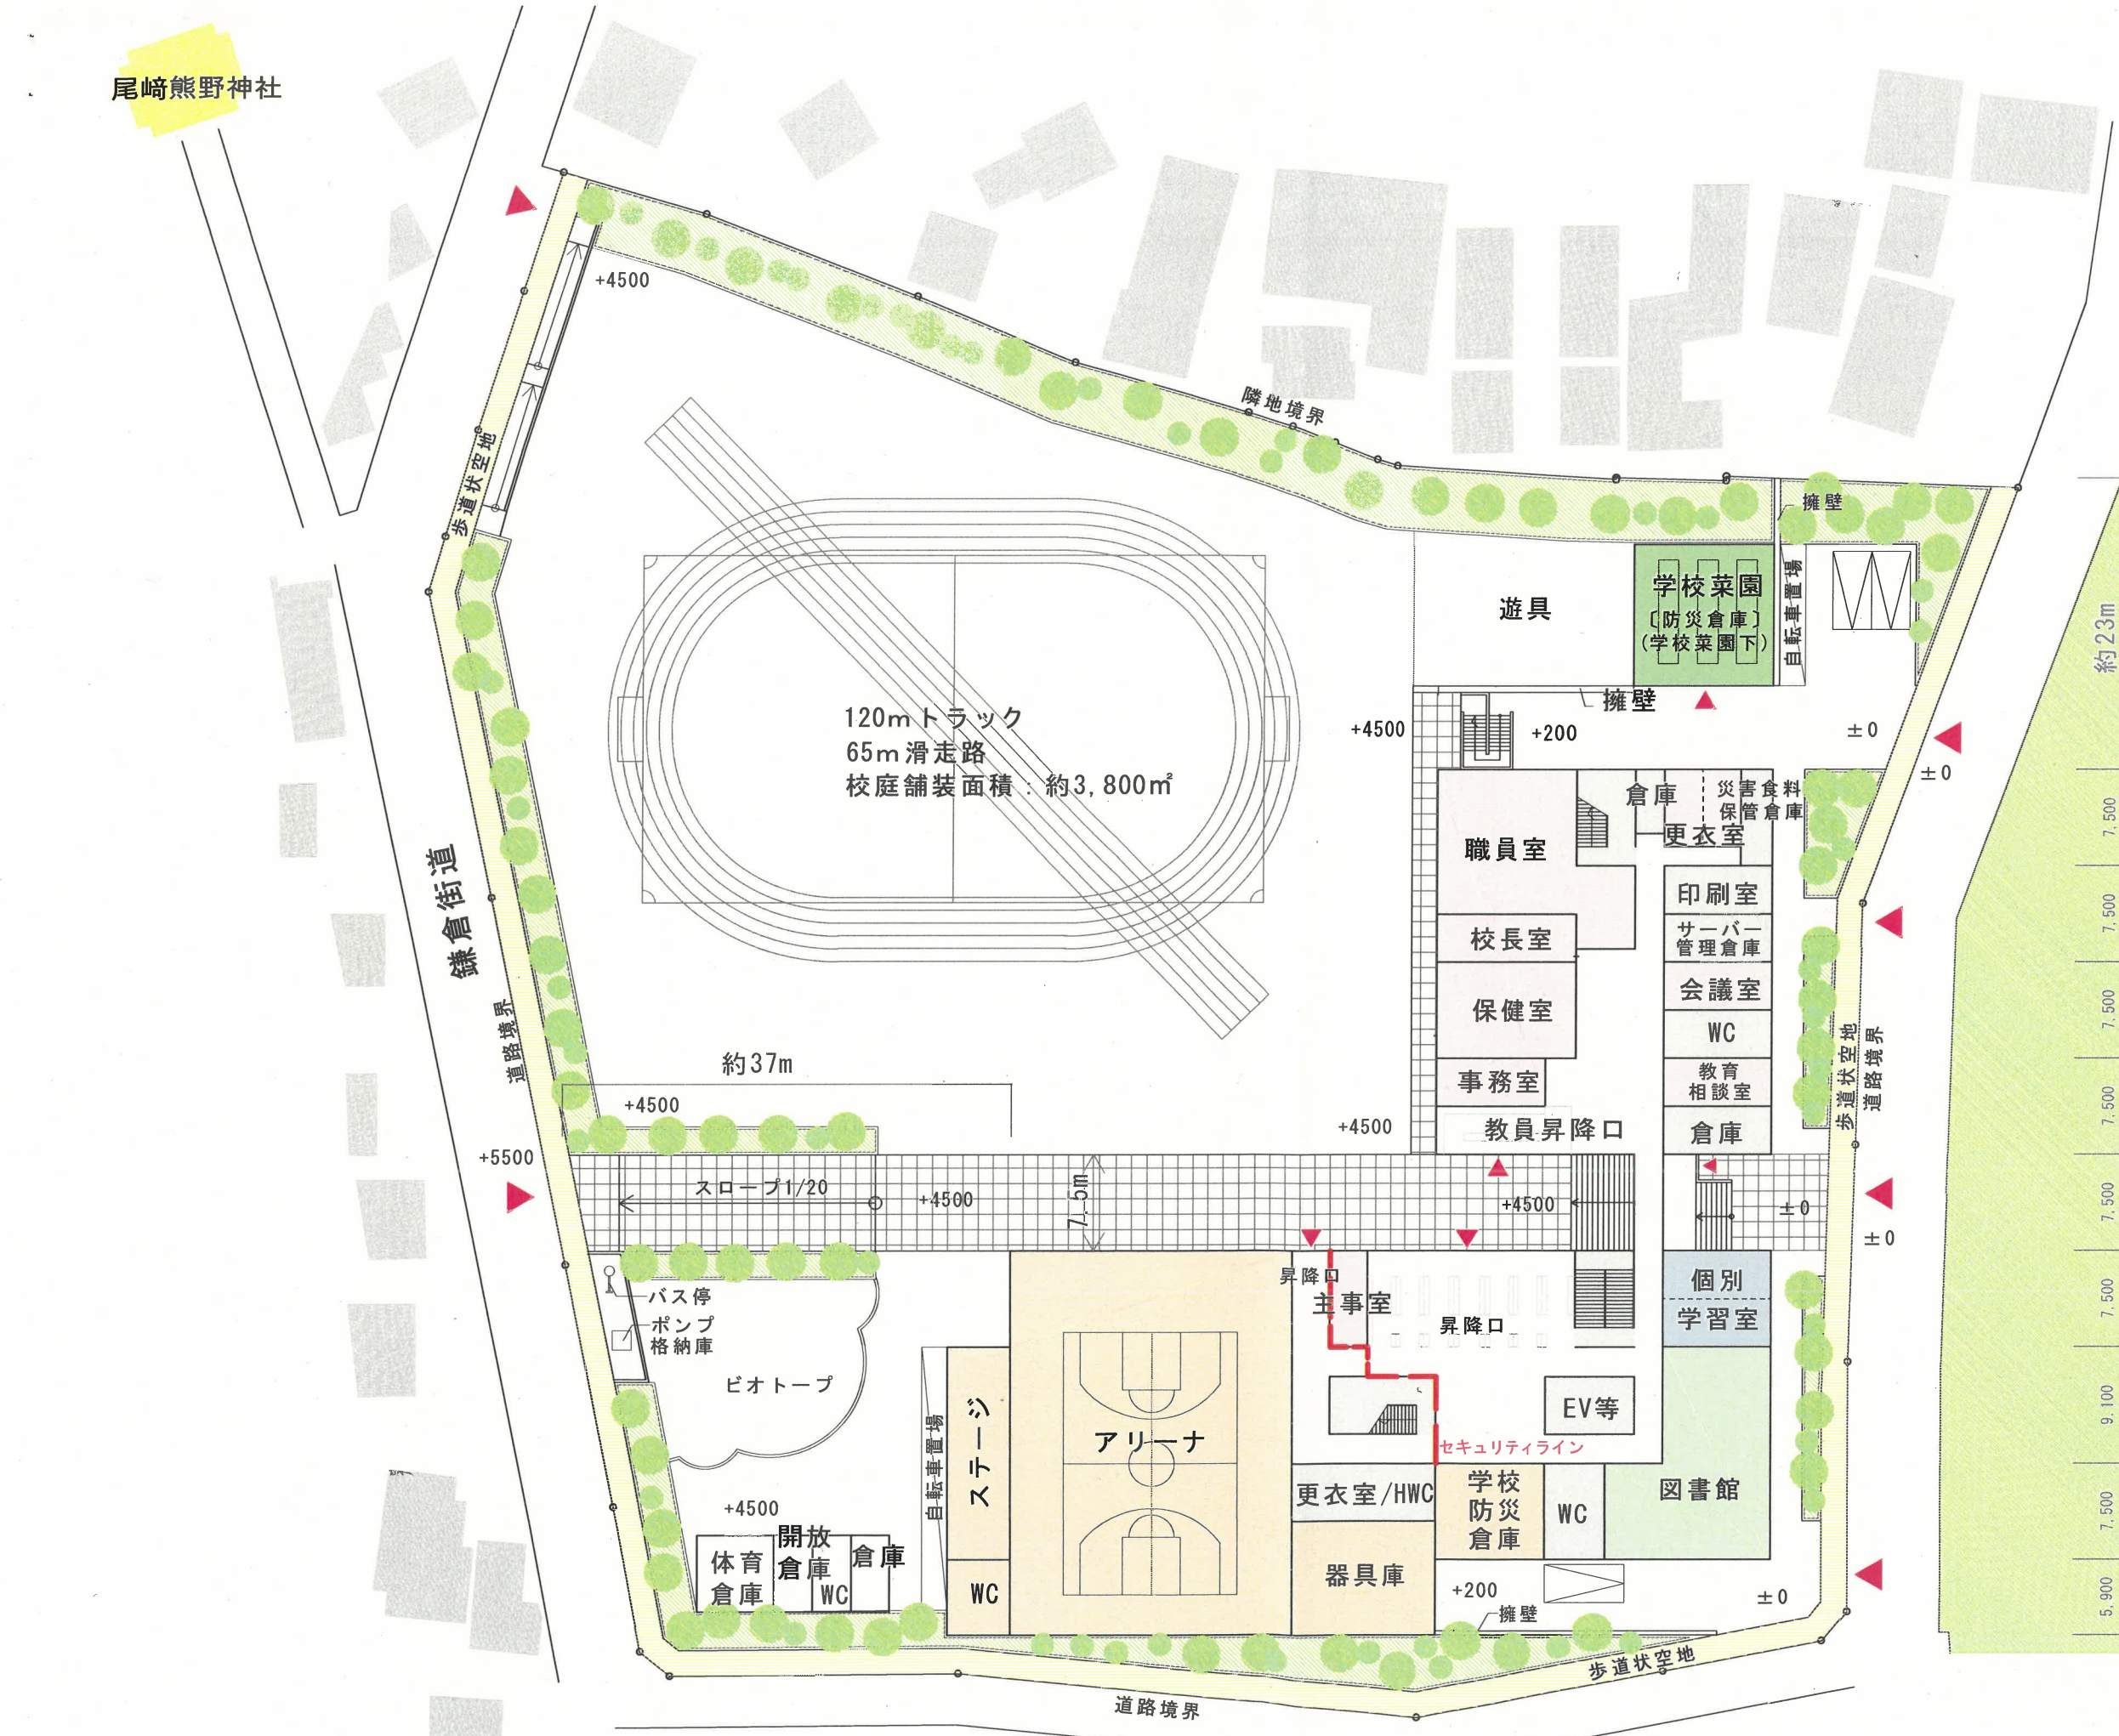 尾﨑熊野神社
+4500
隣地境界
歩道状空地
擁壁
自転車置場
学校菜園
〔防災倉庫〕
(学校菜園下)
遊具
約23m
擁壁
+4500
+200
±0
±0
120mトラック
65m滑走路
校庭舗装面積：約3,800㎡
鎌倉街道
道路境界
倉庫
災害食料
保管倉庫
更衣室
職員室
印刷室
校長室
サーバー
管理倉庫
保健室
会議室
WC
事務室
教育
相談室
教員昇降口
倉庫
歩道状空地
道路境界
7,500
7,500
7,500
7,500
7,500
7,500
9,100
7,500
5,900
約37m
+4500
+4500
+5500
スロープ1/20
+4500
7.5m
+4500
±0
±0
バス停
ポンプ
格納庫
ビオトープ
昇降口
主事室
昇降口
個別
学習室
EV等
セキュリティライン
自転車置場
ステージ
アリーナ
更衣室/HWC
学校
防災
倉庫
WC
図書館
+4500
体育
倉庫
開放
倉庫
WC
倉庫
WC
器具庫
+200
擁壁
±0
歩道状空地
道路境界